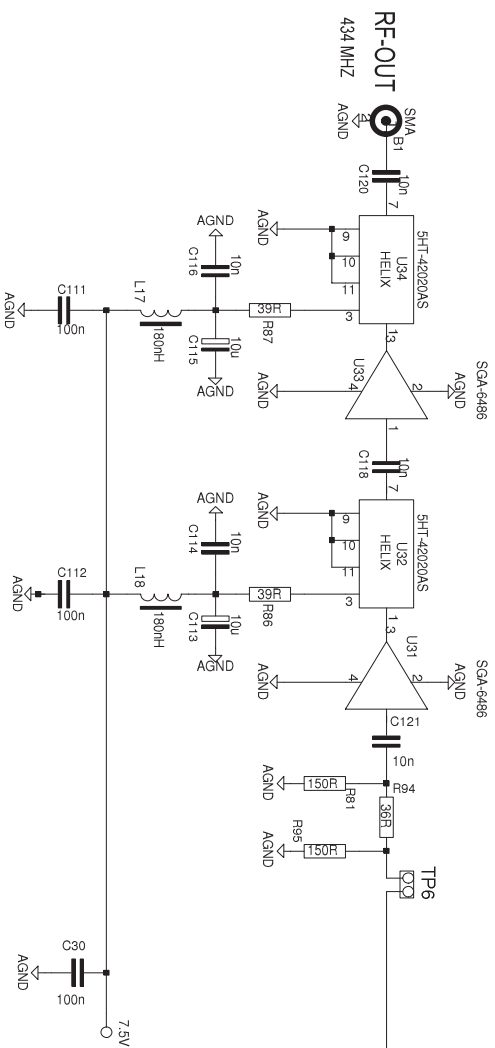 RF-OUT
434 MHZ
SMA
B1
2
1
AGND
10n
C120
7
5HT-42020AS
U34
HELIX
9
10
11
3
13
AGND
SGA-6486
U33
2
4
1
AGND
AGND
39R
R87
AGND
10n
C116
10u
C115
AGND
L17
180nH
C111
100n
AGND
10n
C118
7
5HT-42020AS
U32
HELIX
9
10
11
3
1 3
AGND
SGA-6486
U31
2
4
AGND
AGND
39R
R86
AGND
10n
C114
10u
C113
AGND
L18
180nH
C112
100n
AGND
C121
10n
R94
36R
150R
R81
AGND
R95
150R
AGND
TP6
C30
100n
AGND
7.5V